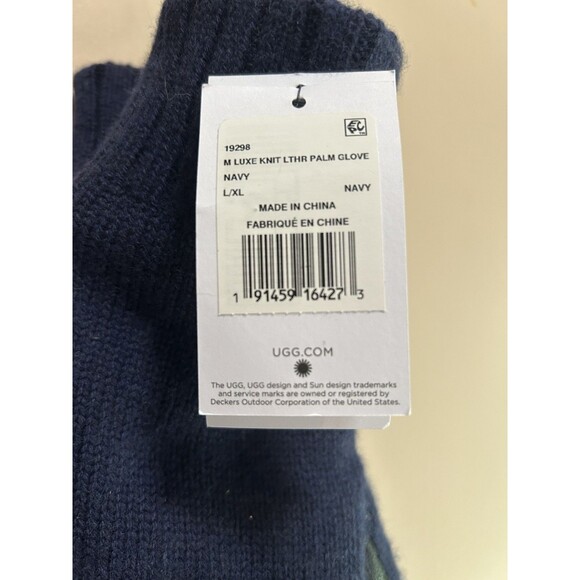 19298
M LUXE KNIT LTHR PALM GLOVE
NAVY
L/XL NAVY
MADE IN CHINA
FABRIQUÉ EN CHINE
1 91459 16427 3
UGG.COM
The UGG, UGG design and Sun design trademarks
and service marks are owned or registered by
Deckers Outdoor Corporation of the United States.